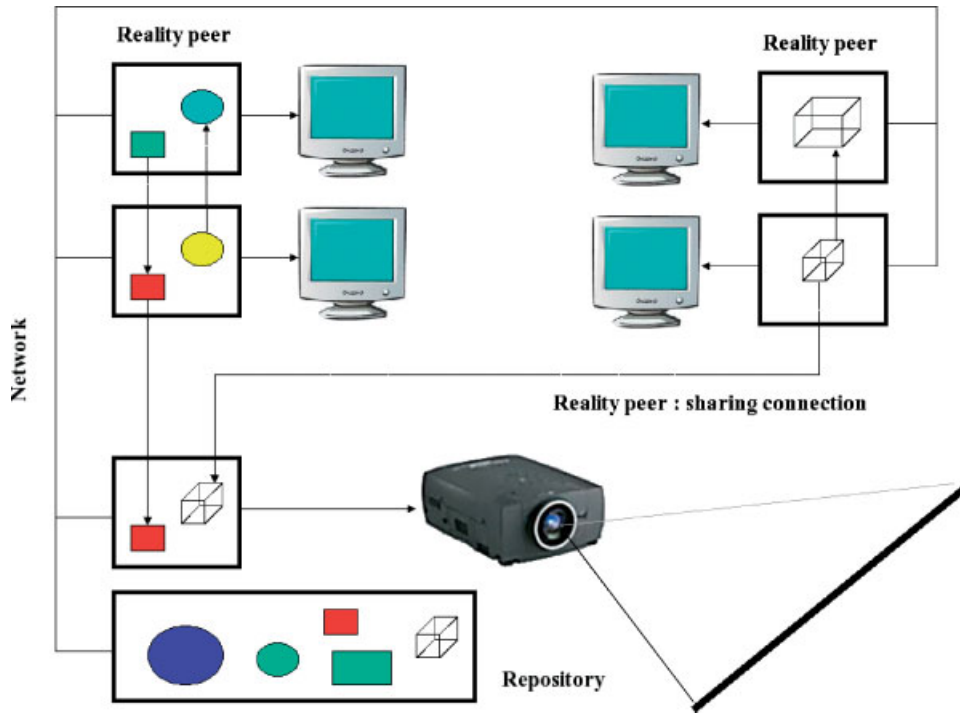 Reality peer
Reality peer
Network
Reality peer : sharing connection
Repository